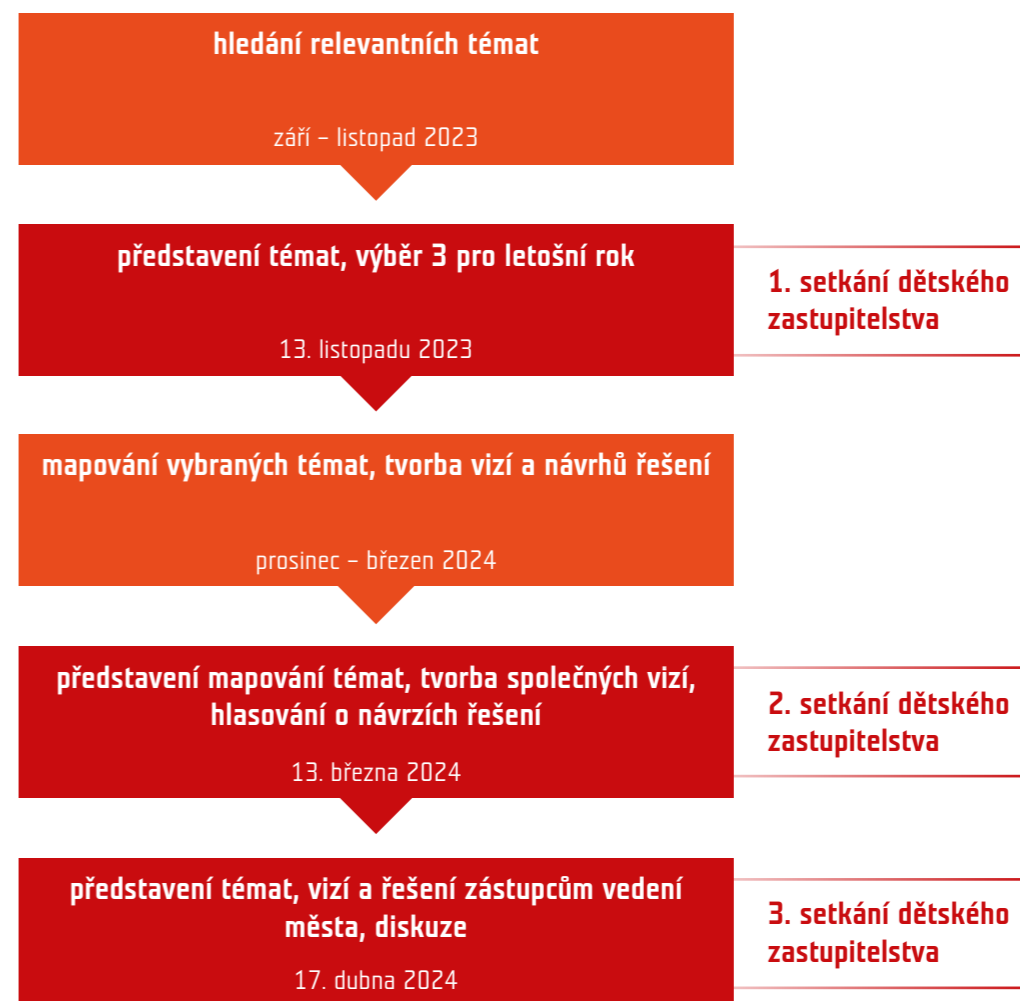 hledání relevantních témat
září – listopad 2023
představení témat, výběr 3 pro letošní rok
13. listopadu 2023
1. setkání dětského
zastupitelstva
mapování vybraných témat, tvorba vizí a návrhů řešení
prosinec – březen 2024
představení mapování témat, tvorba společných vizí,
hlasování o návrzích řešení
13. března 2024
2. setkání dětského
zastupitelstva
představení témat, vizí a řešení zástupcům vedení
města, diskuze
17. dubna 2024
3. setkání dětského
zastupitelstva